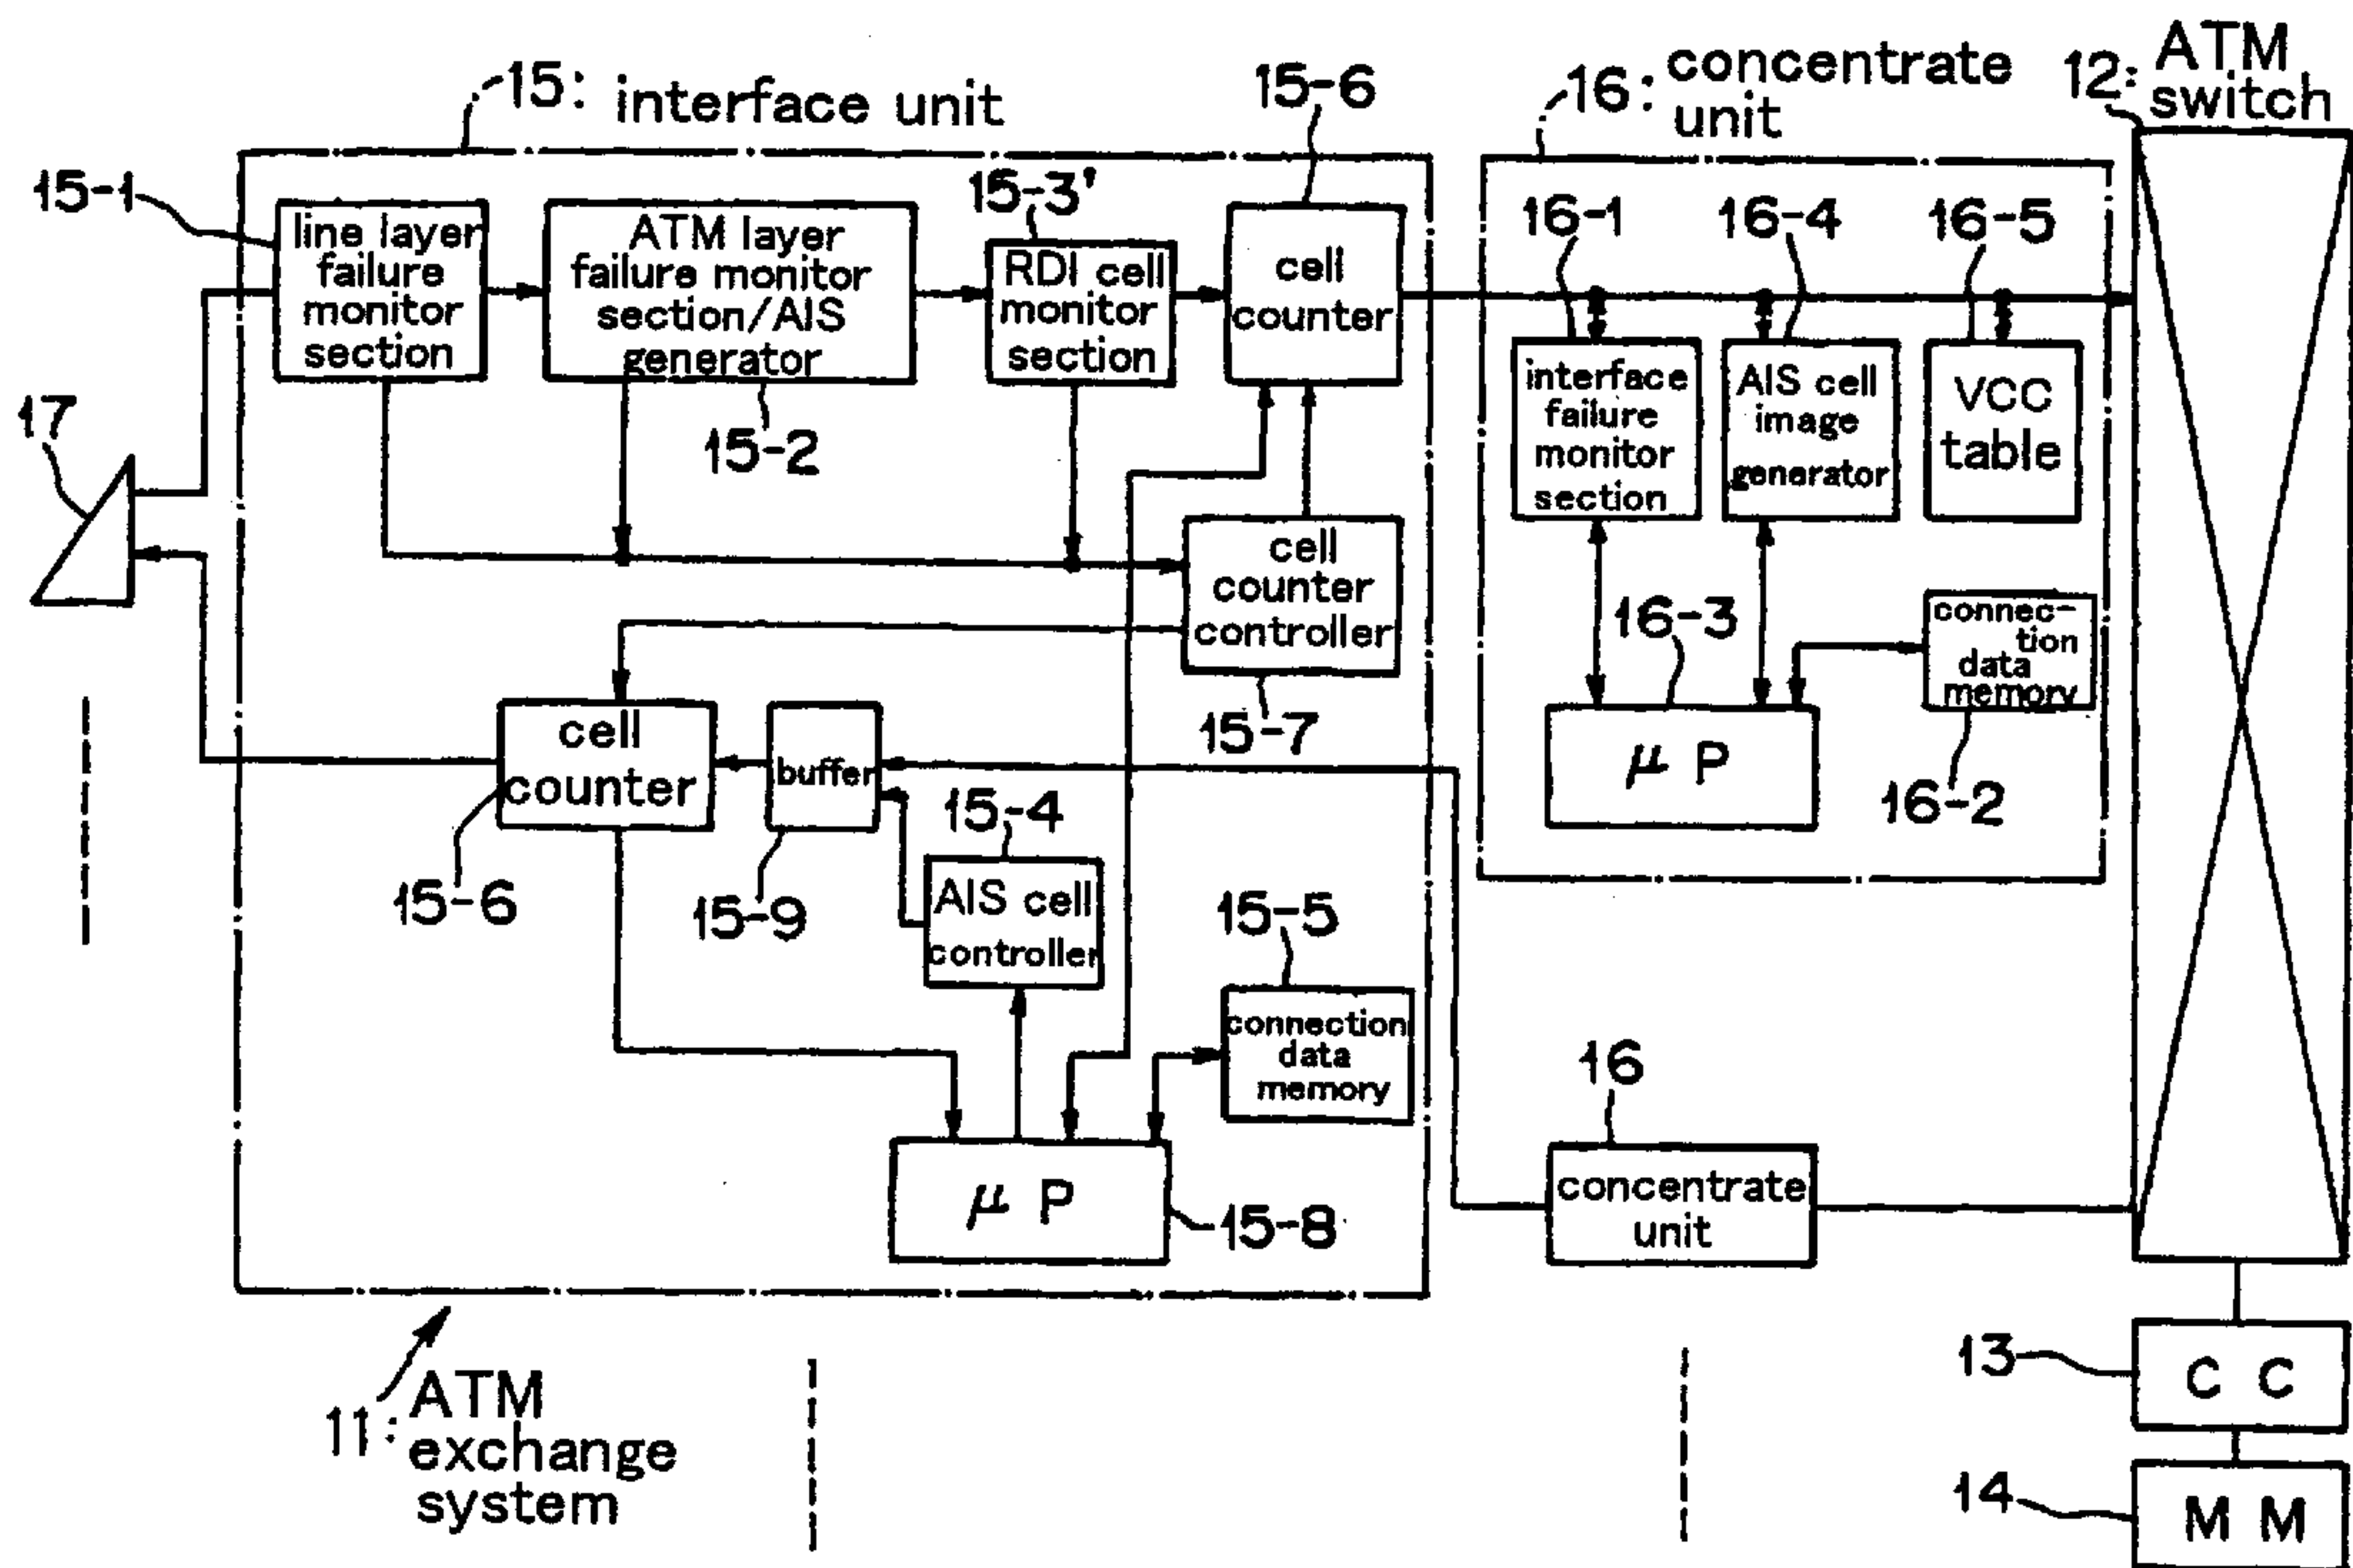 15: interface unit
16: concentrate
unit
12: ATM
switch
15-1
15-3'
15-6
line layer
failure
monitor
section
ATM layer
failure monitor
section/AIS
generator
15-2
RDI cell
monitor
section
cell
counter
16-1
16-4
16-5
interface
failure
monitor
section
AIS cell
image
generator
VCC
table
17
cell
counter
controller
15-7
16-3
connec-
tion
data
memory
16-2
μ P
cell
counter
15-6
buffer
15-9
15-4
AIS cell
controller
15-5
connection
data
memory
μ P
15-8
16
concentrate
unit
11: ATM
exchange
system
13
C C
14
M M